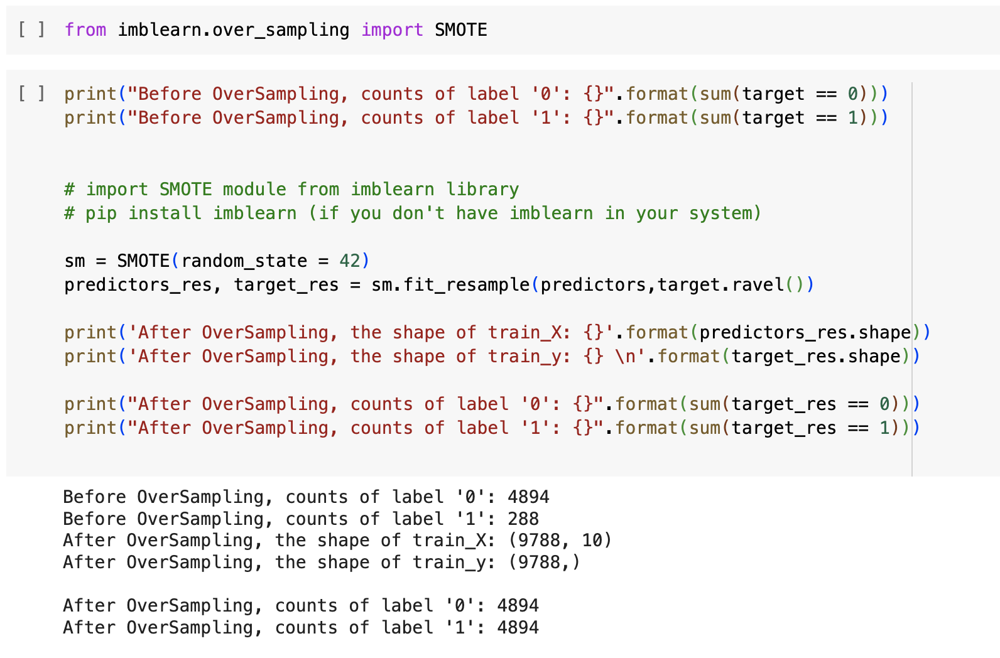 [ ] from imblearn.over_sampling import SMOTE
[ ] print("Before OverSampling, counts of label '0': {}".format(sum(target == 0)))
print("Before OverSampling, counts of label '1': {}".format(sum(target == 1)))
# import SMOTE module from imblearn library
# pip install imblearn (if you don't have imblearn in your system)
sm = SMOTE(random_state = 42)
predictors_res, target_res = sm.fit_resample(predictors,target.ravel())
print('After OverSampling, the shape of train_X: {}'.format(predictors_res.shape))
print('After OverSampling, the shape of train_y: {} \n'.format(target_res.shape))
print("After OverSampling, counts of label '0': {}".format(sum(target_res == 0)))
print("After OverSampling, counts of label '1': {}".format(sum(target_res == 1)))
Before OverSampling, counts of label '0': 4894
Before OverSampling, counts of label '1': 288
After OverSampling, the shape of train_X: (9788, 10)
After OverSampling, the shape of train_y: (9788,)
After OverSampling, counts of label '0': 4894
After OverSampling, counts of label '1': 4894